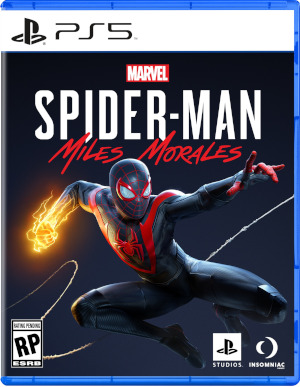 PS5
MARVEL
SPIDER-MAN
MILES MORALES
RATING PENDING
RP
ESRB
STUDIOS
INSOMNIAC